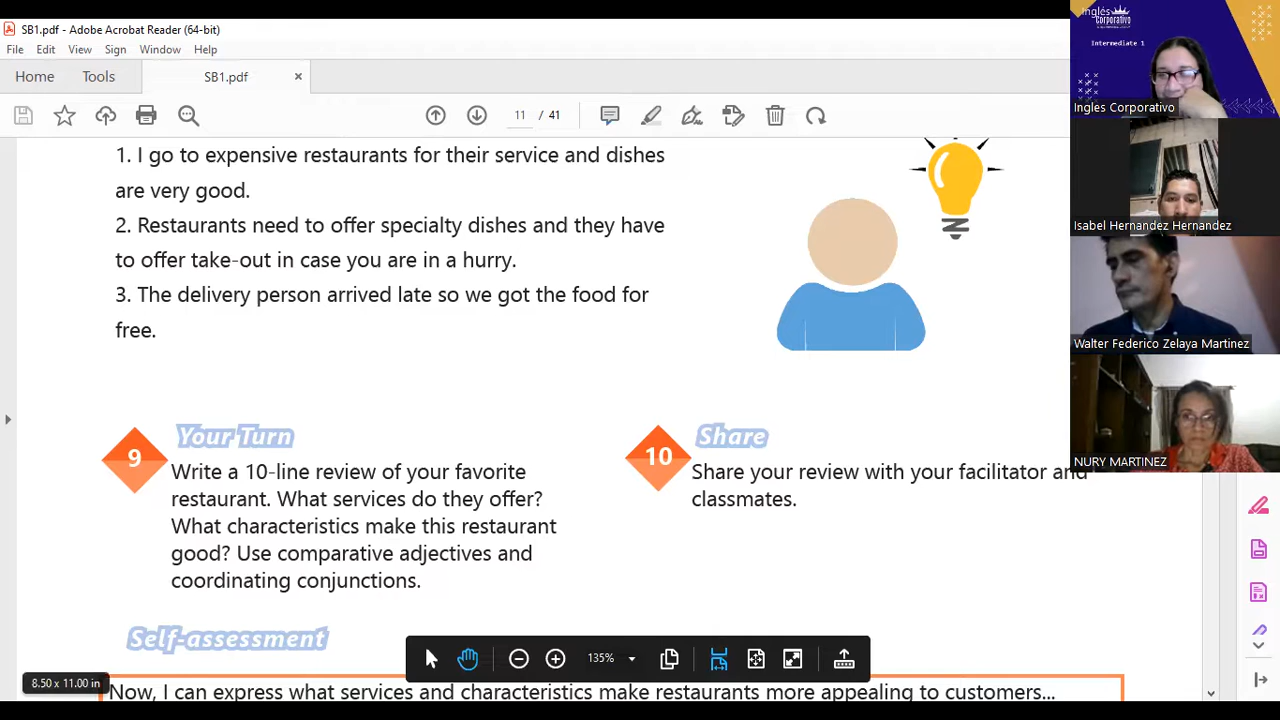 SB1.pdf - Adobe Acrobat Reader (64-bit)
File Edit View Sign Window Help
Home Tools SB1.pdf ×
11 / 41
1. I go to expensive restaurants for their service and dishes
are very good.
2. Restaurants need to offer specialty dishes and they have
to offer take-out in case you are in a hurry.
3. The delivery person arrived late so we got the food for
free.
9 Your Turn
Write a 10-line review of your favorite
restaurant. What services do they offer?
What characteristics make this restaurant
good? Use comparative adjectives and
coordinating conjunctions.
10 Share
Share your review with your facilitator and
classmates.
Self-assessment
135%
8.50 x 11.00 in
Now, I can express what services and characteristics make restaurants more appealing to customers...
Inglés
Corporativo
Intermediate 1
Ingles Corporativo
Isabel Hernandez Hernandez
Walter Federico Zelaya Martinez
NURY MARTINEZ